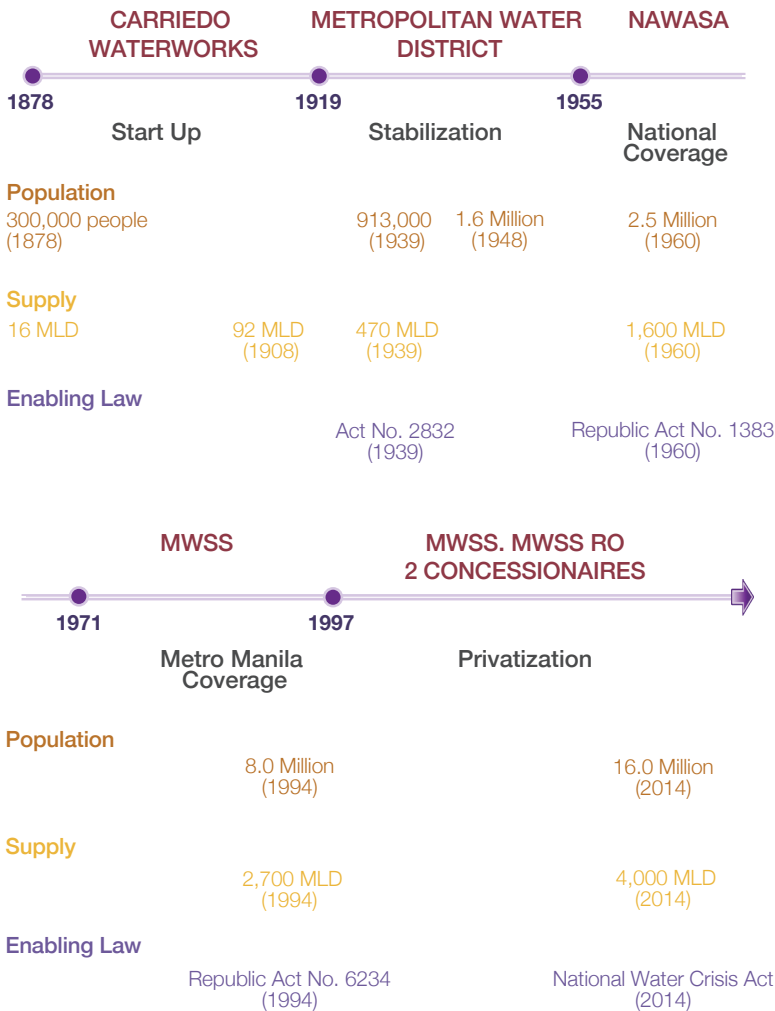 CARRIEDO
WATERWORKS
METROPOLITAN WATER
DISTRICT
NAWASA
1878
1919
1955
Start Up
Stabilization
National
Coverage
Population
300,000 people
(1878)
913,000
(1939)
1.6 Million
(1948)
2.5 Million
(1960)
Supply
16 MLD
92 MLD
(1908)
470 MLD
(1939)
1,600 MLD
(1960)
Enabling Law
Act No. 2832
(1939)
Republic Act No. 1383
(1960)
MWSS
MWSS. MWSS RO
2 CONCESSIONAIRES
1971
1997
Metro Manila
Coverage
Privatization
Population
8.0 Million
(1994)
16.0 Million
(2014)
Supply
2,700 MLD
(1994)
4,000 MLD
(2014)
Enabling Law
Republic Act No. 6234
(1994)
National Water Crisis Act
(2014)